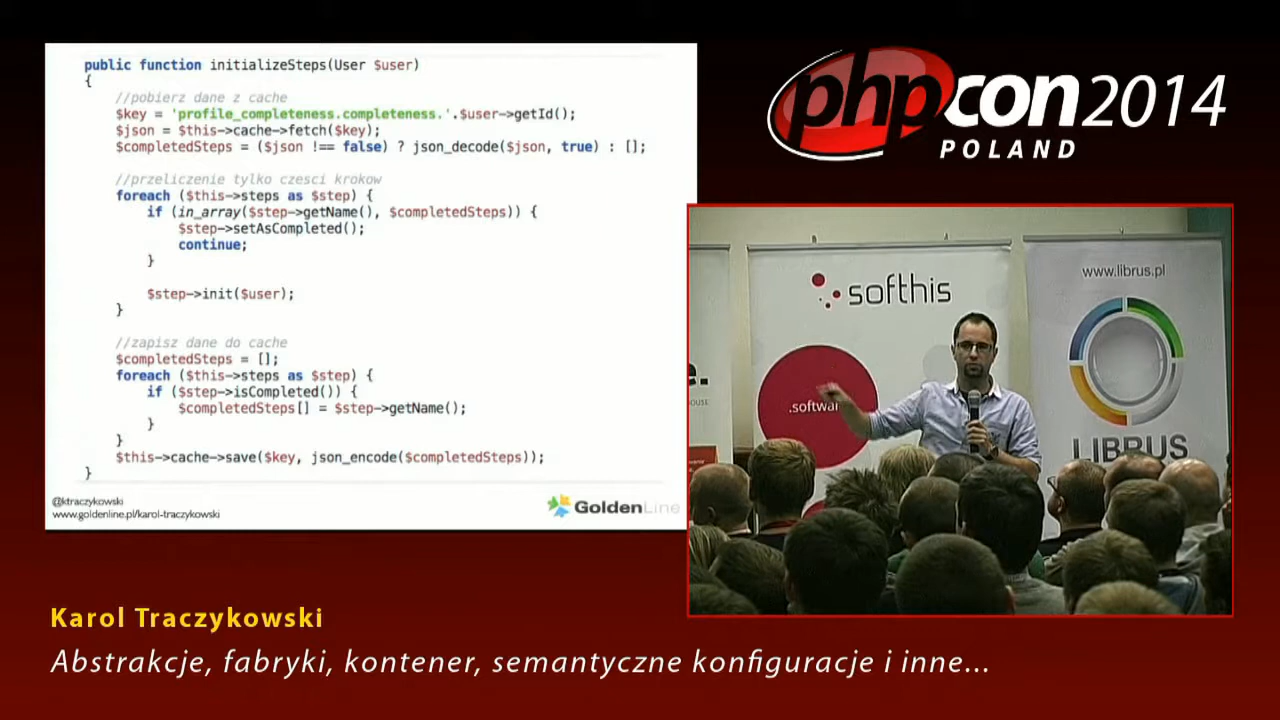 public function initializeSteps(User $user)
{
//pobierz dane z cache
$key = 'profile_completeness.completeness.'.$user->getId();
$json = $this->cache->fetch($key);
$completedSteps = ($json !== false) ? json_decode($json, true) : [];
//przeliczenie tylko czesci krokow
foreach ($this->steps as $step) {
if (in_array($step->getName(), $completedSteps)) {
$step->setAsCompleted();
continue;
}
$step->init($user);
}
//zapisz dane do cache
$completedSteps = [];
foreach ($this->steps as $step) {
if ($step->isCompleted()) {
$completedSteps[] = $step->getName();
}
}
$this->cache->save($key, json_encode($completedSteps));
}
@ktraczykowski
www.goldenline.pl/karol-traczykowski
GoldenLine
phpcon2014
POLAND
softhis
www.librus.pl
LIBRUS
Karol Traczykowski
Abstrakcje, fabryki, kontener, semantyczne konfiguracje i inne...